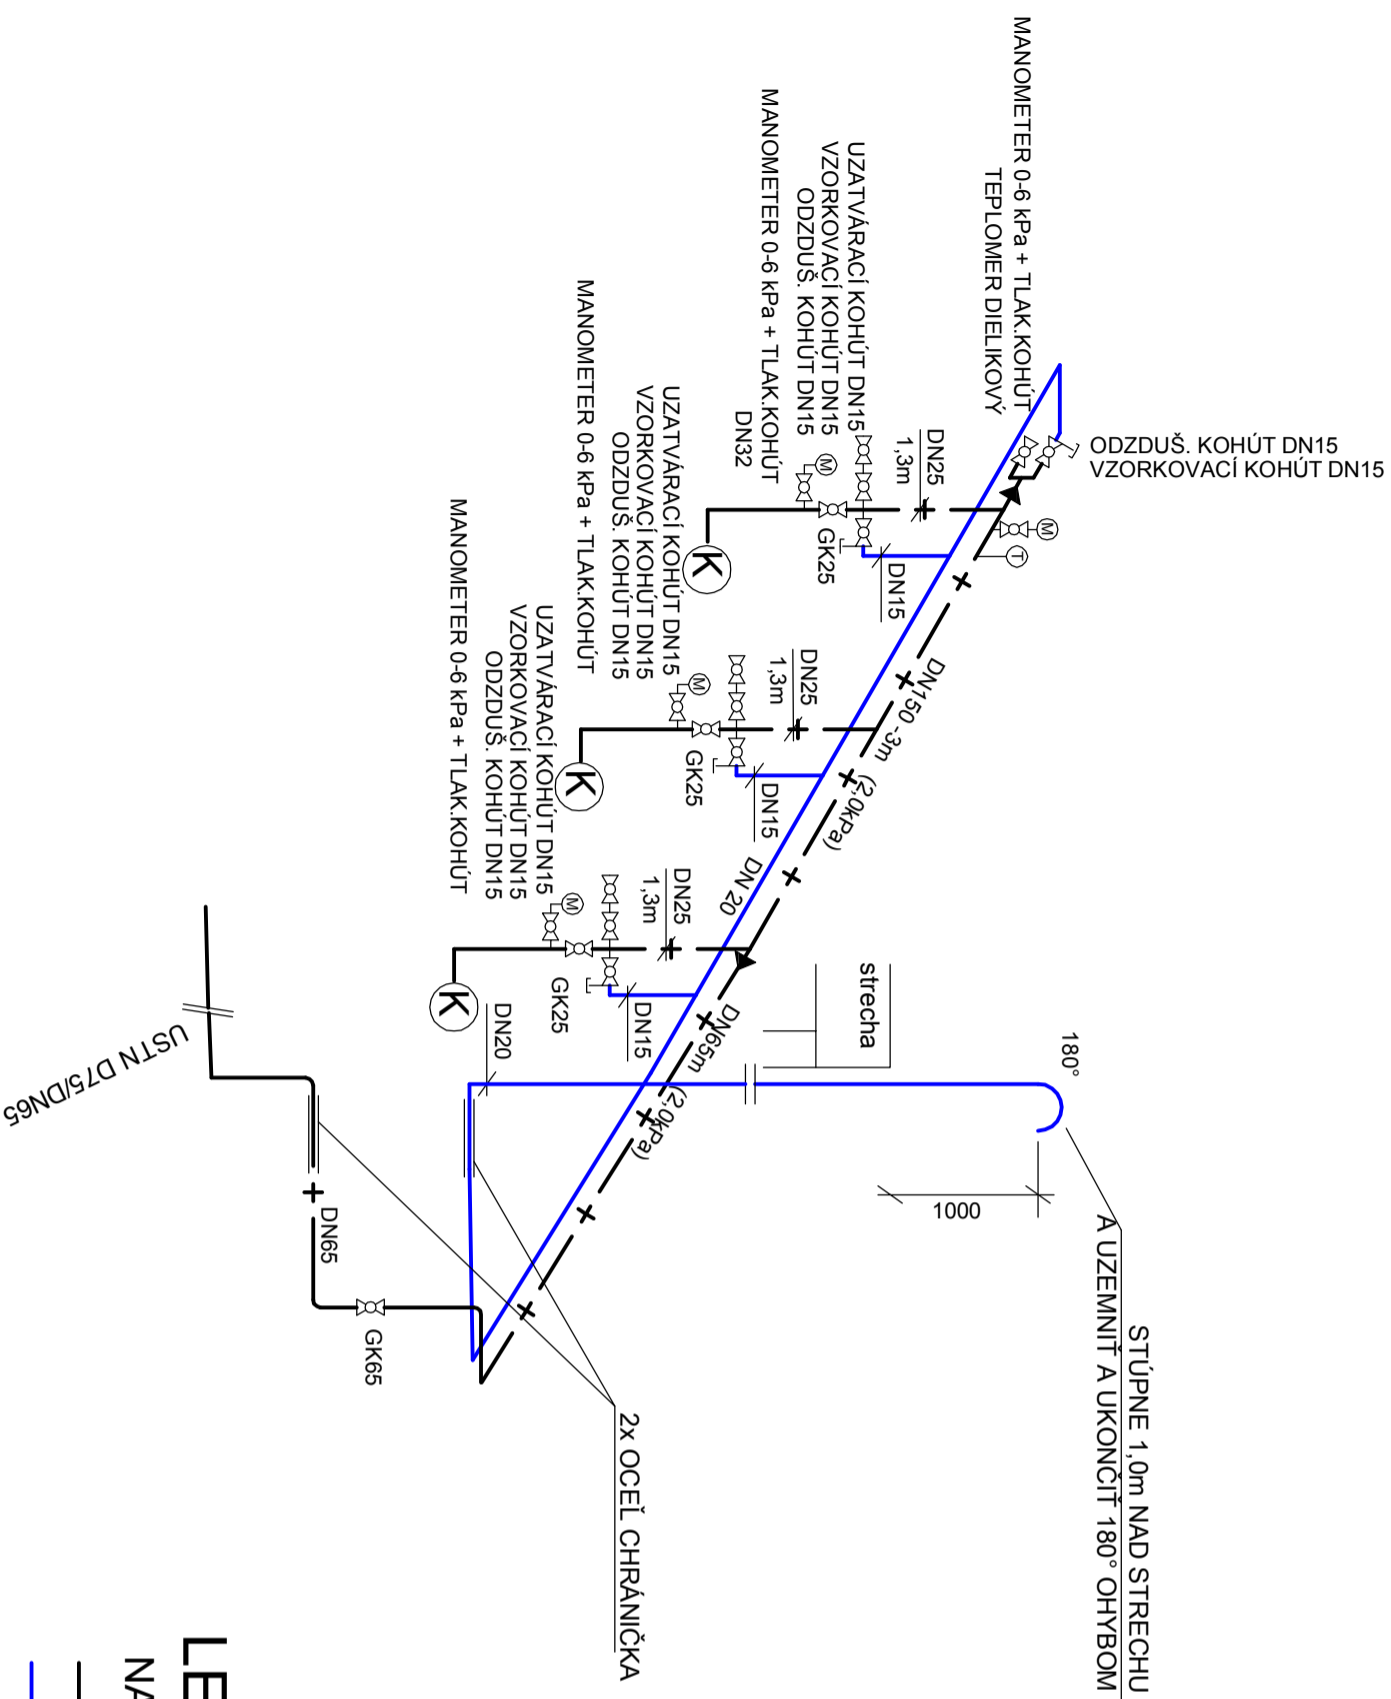 MANOMETER 0-6 kPa + TLAK.KOHÚT
TEPLOMER DIELIKOVÝ
ODZDUŠ. KOHÚT DN15
VZORKOVACÍ KOHÚT DN15
M
T
UZATVÁRACÍ KOHÚT DN15
VZORKOVACÍ KOHÚT DN15
ODZDUŠ. KOHÚT DN15
MANOMETER 0-6 kPa + TLAK.KOHÚT
DN32
M
DN25
1,3m
GK25
DN15
K
UZATVÁRACÍ KOHÚT DN15
VZORKOVACÍ KOHÚT DN15
ODZDUŠ. KOHÚT DN15
MANOMETER 0-6 kPa + TLAK.KOHÚT
M
DN25
1,3m
GK25
DN15
K
UZATVÁRACÍ KOHÚT DN15
VZORKOVACÍ KOHÚT DN15
ODZDUŠ. KOHÚT DN15
MANOMETER 0-6 kPa + TLAK.KOHÚT
M
DN25
1,3m
GK25
DN15
K
DN150 -3m (2,0kPa)
DN 20
DN65m (2,0kPa)
strecha
180°
1000
STÚPNE 1,0m NAD STRECHU
A UZEMNIŤ A UKONČIŤ 180° OHYBOM
DN20
USTN D75/DN65
DN65
GK65
2x OCEĽ CHRÁNIČKA
LE
NA